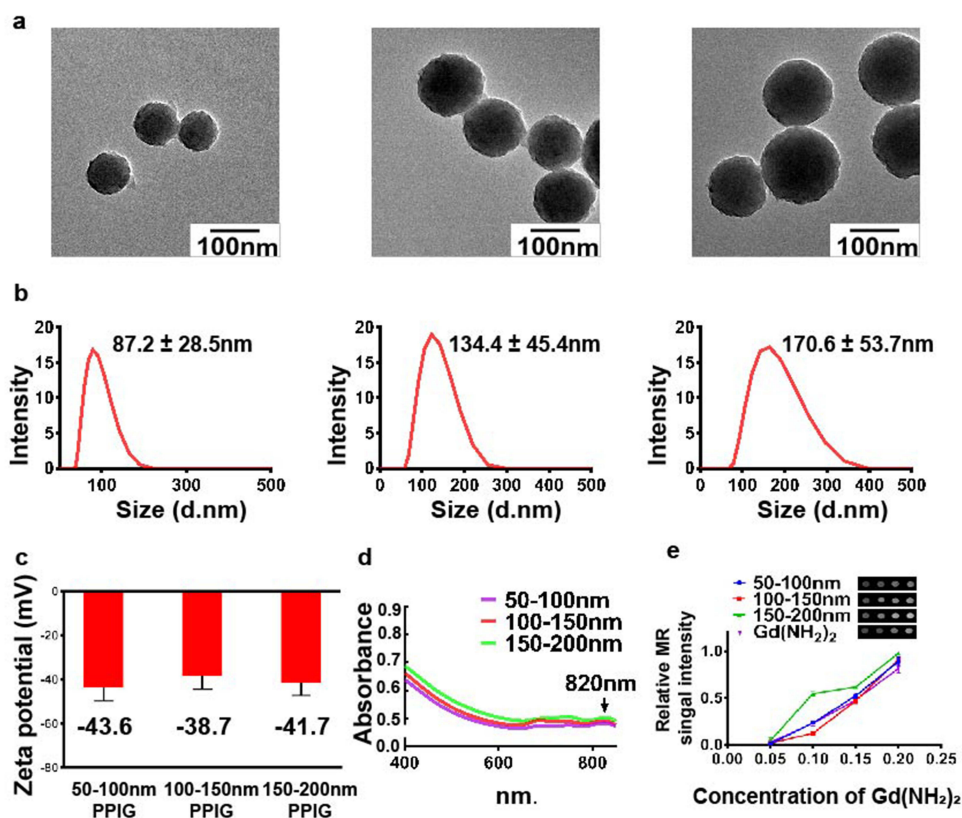 a
100nm
100nm
100nm
b
20
15
10
5
0
Intensity
87.2 ± 28.5nm
100
300
500
Size (d.nm)
20
15
10
5
0
Intensity
134.4 ± 45.4nm
0
100
200
300
400
500
Size (d.nm)
20
15
10
5
0
Intensity
170.6 ± 53.7nm
0
100
200
300
400
500
Size (d.nm)
c
Zeta potential (mV)
0
-20
-40
-60
-80
-43.6
-38.7
-41.7
50-100nm
PPIG
100-150nm
PPIG
150-200nm
PPIG
d
50-100nm
100-150nm
150-200nm
Absorbance
0.9
0.7
0.6
0.5
0.0
820nm
400
600
800
nm.
e
50-100nm
100-150nm
150-200nm
Gd(NH₂)₂
Relative MR
singal intensity
1.0
0.5
0.0
0.00
0.05
0.10
0.15
0.20
0.25
Concentration of Gd(NH₂)₂